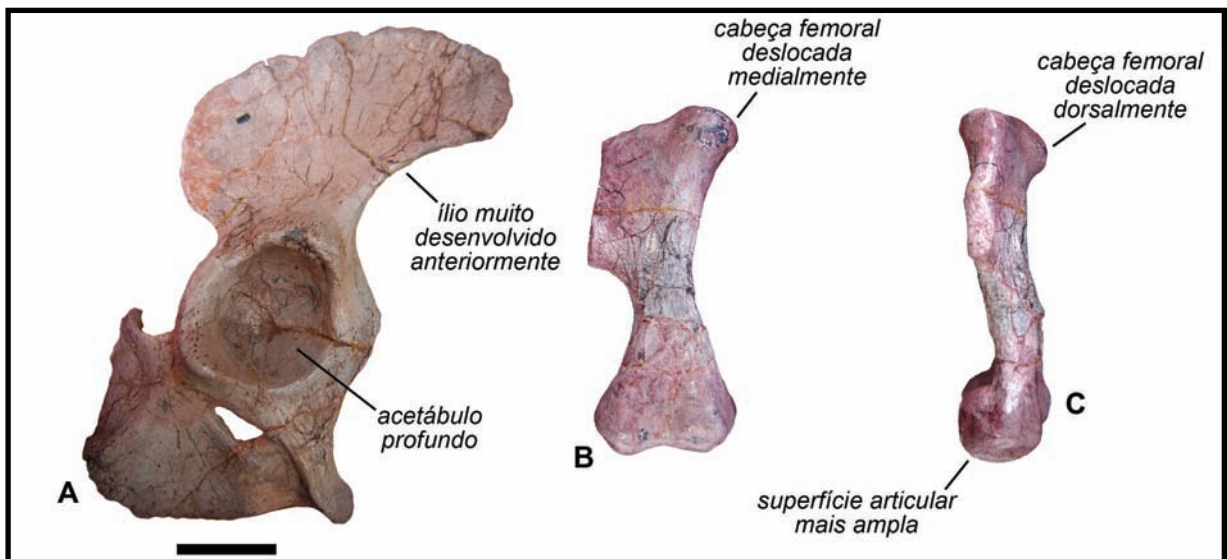 cabeça femoral
deslocada
medialmente
cabeça femoral
deslocada
dorsalmente
ílio muito
desenvolvido
anteriormente
acetábulo
profundo
A
B
C
superfície articular
mais ampla